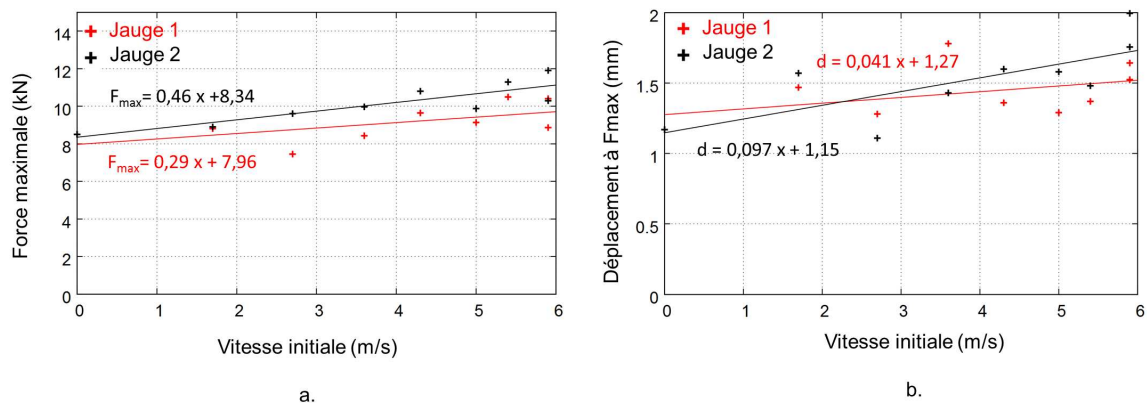 Jauge 1
Jauge 2
Fmax= 0,46 x +8,34
Fmax= 0,29 x + 7,96
Force maximale (kN)
14
12
10
8
6
4
2
0
0 1 2 3 4 5 6
Vitesse initiale (m/s)
a.
Jauge 1
Jauge 2
d = 0,041 x + 1,27
d = 0,097 x + 1,15
Déplacement à Fmax (mm)
2
1.5
1
0.5
0
0 1 2 3 4 5 6
Vitesse initiale (m/s)
b.